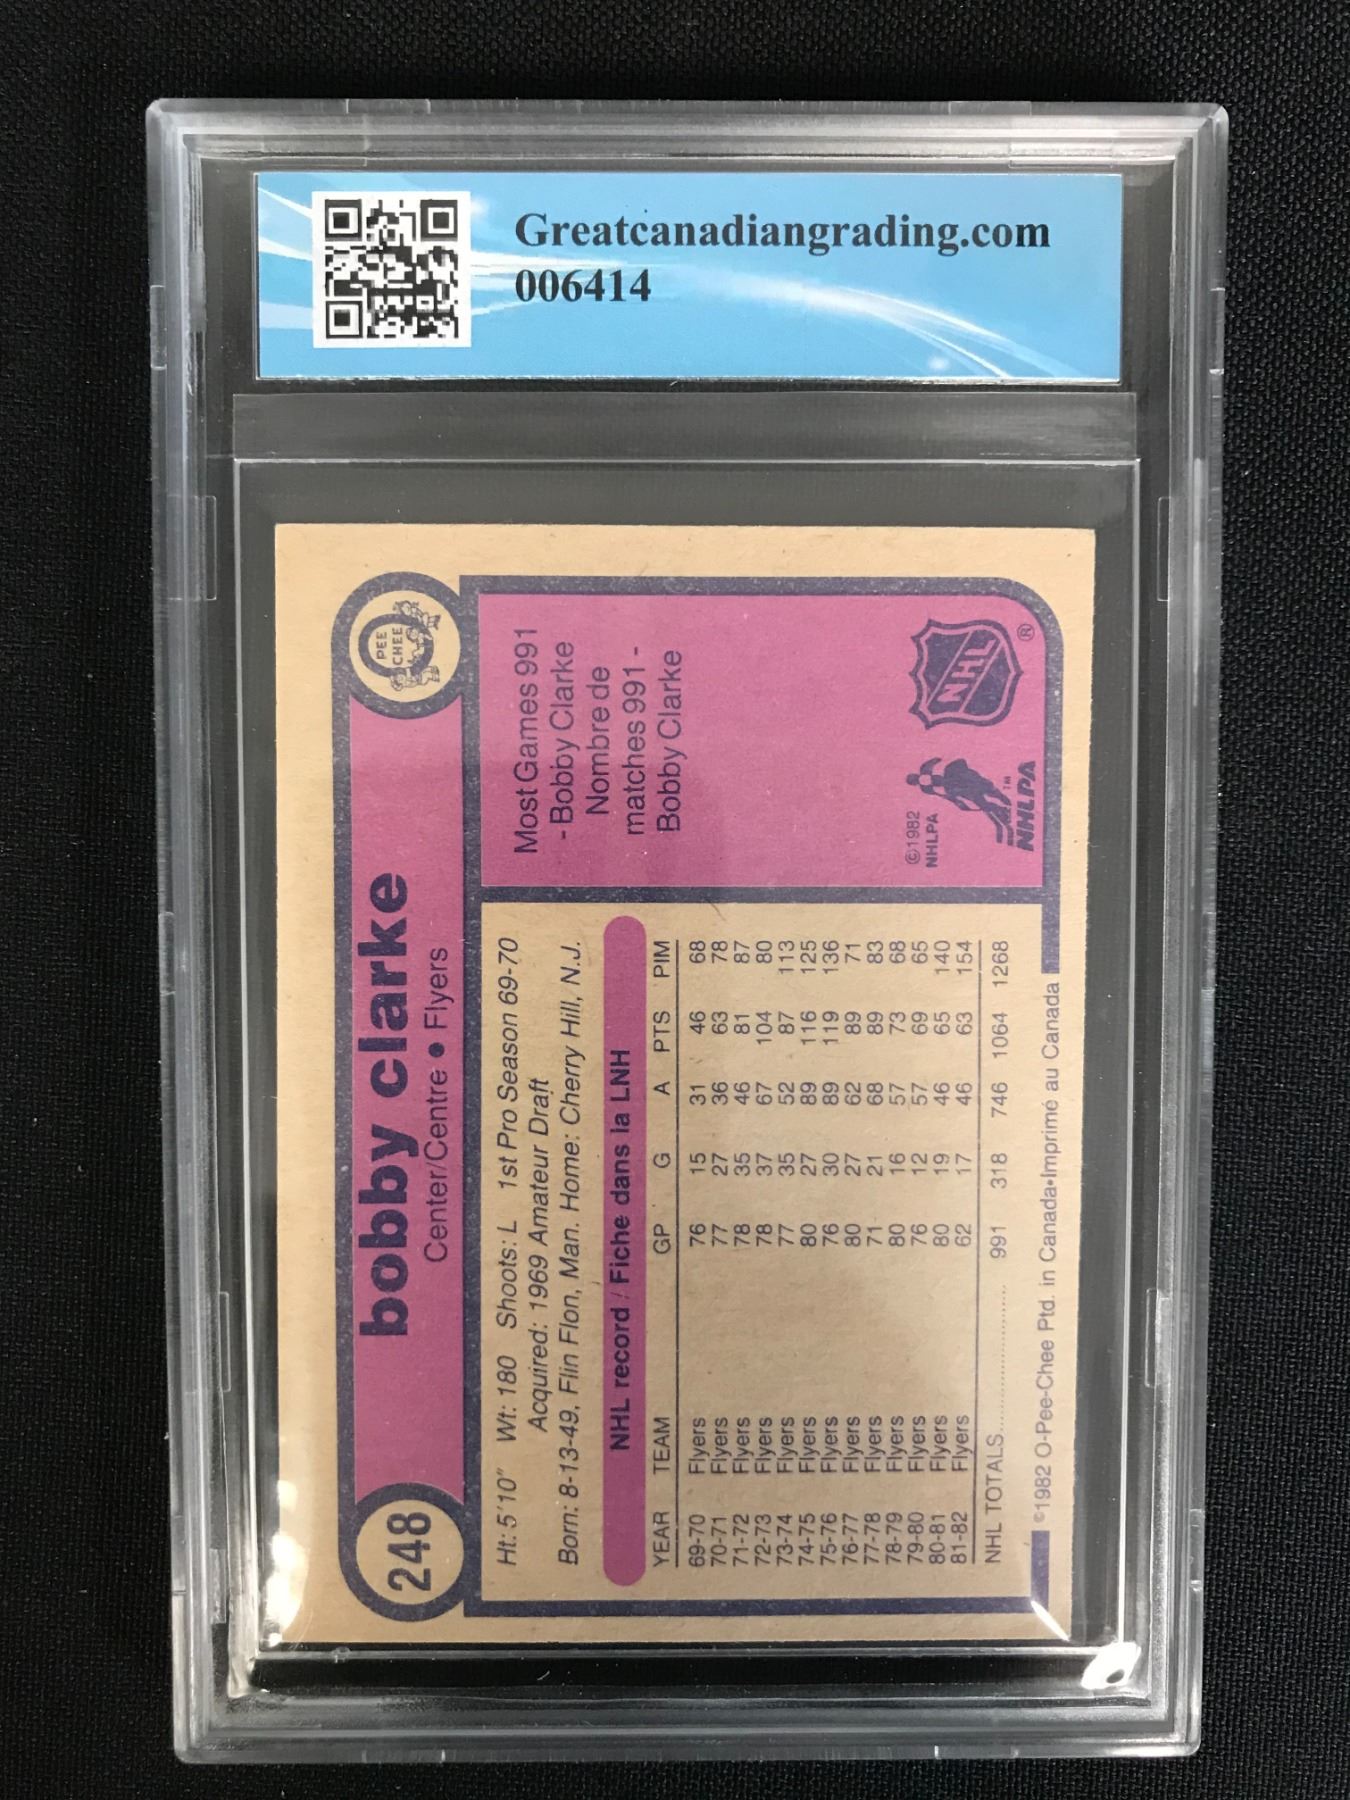 Greatcanadiangrading.com
006414
248
bobby clarke
Center/Centre • Flyers
O
PEE
CHEE
Ht: 5'10" Wt: 180 Shoots: L 1st Pro Season 69-70
Acquired: 1969 Amateur Draft
Born: 8-13-49, Flin Flon, Man. Home: Cherry Hill, N.J.
NHL record / Fiche dans la LNH
YEAR TEAM GP G A PTS PIM
69-70 Flyers 76 15 31 46 68
70-71 Flyers 77 27 36 63 78
71-72 Flyers 78 35 46 81 87
72-73 Flyers 78 37 67 104 80
73-74 Flyers 77 35 52 87 113
74-75 Flyers 80 27 89 116 125
75-76 Flyers 76 30 89 119 136
76-77 Flyers 80 27 62 89 71
77-78 Flyers 71 21 68 89 83
78-79 Flyers 80 16 57 73 68
79-80 Flyers 76 12 57 69 65
80-81 Flyers 80 19 46 65 140
81-82 Flyers 62 17 46 63 154
NHL TOTALS.................... 991 318 746 1064 1268
©1982 O-Pee-Chee Ptd. in Canada•Imprimé au Canada
Most Games 991
- Bobby Clarke
Nombre de
matches 991 -
Bobby Clarke
©1982
NHLPA
NHLPA™
NHL®